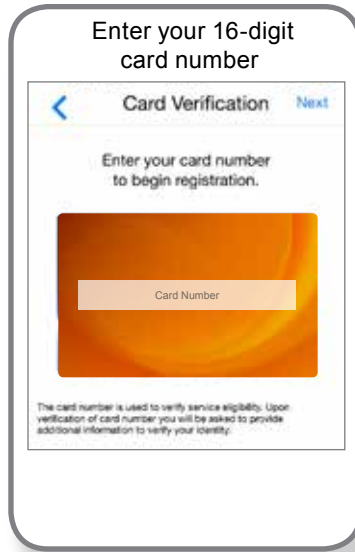 Enter your 16-digit
card number
Card Verification Next
Enter your card number
to begin registration.
Card Number
The card number is used to verify service eligibility. Upon
verification of card number you will be asked to provide
additional information to verify your identity.